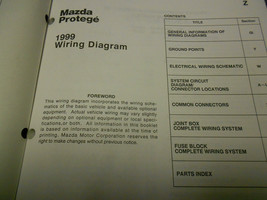 Z
Mazda
Protegé
1999
Wiring Diagram
FOREWORD
This wiring diagram incorporates the wiring schematics of the basic vehicle and available optional equipment. Actual vehicle wiring may vary slightly depending on optional equipment or local specifications, or both. All information in this booklet is based on information available at the time of printing. Mazda Motor Corporation reserves the right to make changes without previous notice.
CONTENTS
TITLE Section
GENERAL INFORMATION OF
WIRING DIAGRAMS GI
GROUND POINTS Y
ELECTRICAL WIRING SCHEMATIC W
SYSTEM CIRCUIT
DIAGRAM
CONNECTOR LOCATIONS
COMMON CONNECTORS
JOINT BOX
COMPLETE WIRING SYSTEM
FUSE BLOCK
COMPLETE WIRING SYSTEM
PARTS INDEX